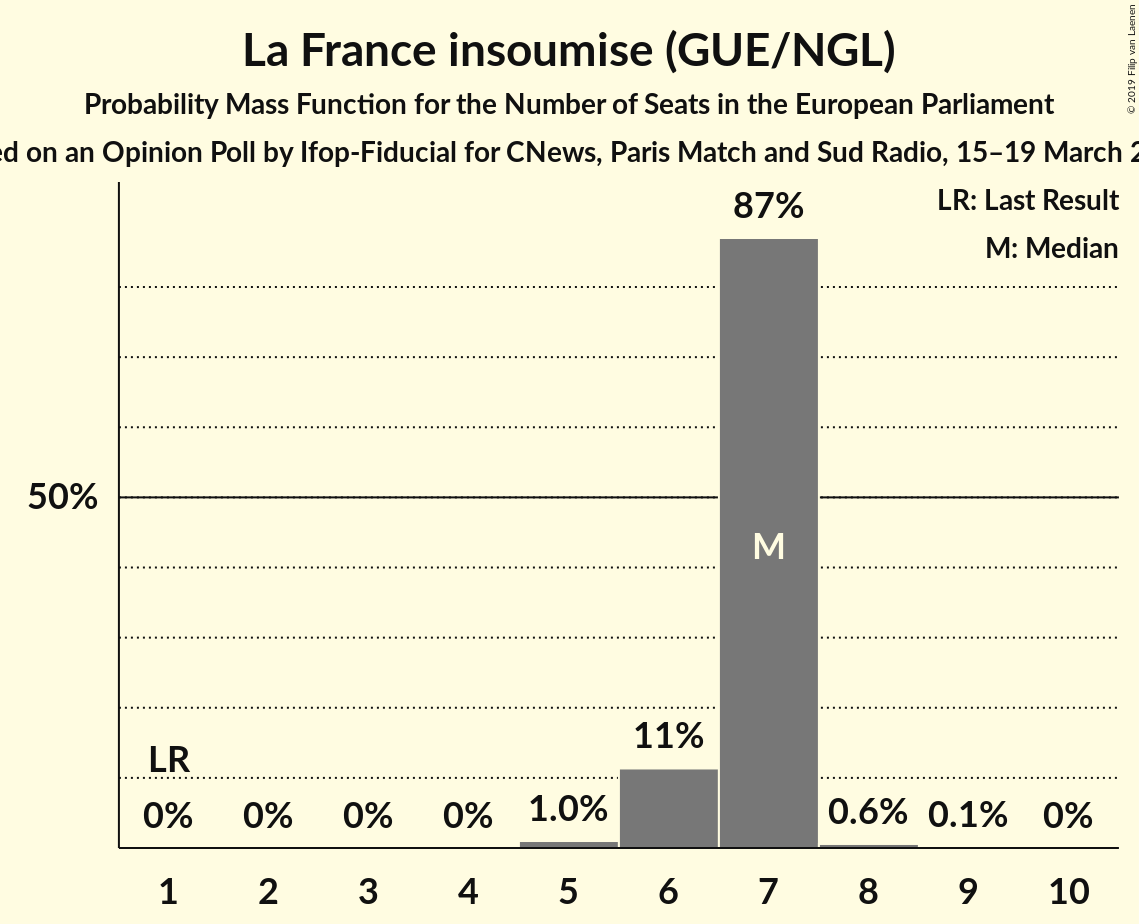 La France insoumise (GUE/NGL)
Probability Mass Function for the Number of Seats in the European Parliament
on an Opinion Poll by Ifop-Fiducial for CNews, Paris Match and Sud Radio, 15–19 March
© 2019 Filip van Laenen
LR: Last Result
M: Median
87%
50%
M
11%
LR
0% 0% 0% 0% 1.0% 0.6% 0.1% 0%
1 2 3 4 5 6 7 8 9 10